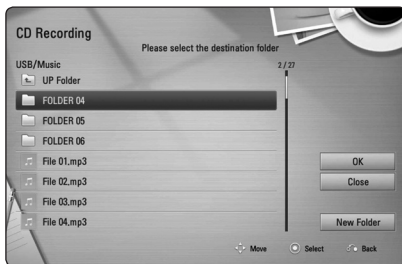 CD Recording
Please select the destination folder
USB/Music
2 / 27
UP Folder
FOLDER 04
FOLDER 05
FOLDER 06
File 01.mp3
File 02.mp3
File 03.mp3
File 04.mp3
OK
Close
New Folder
Move Select Back